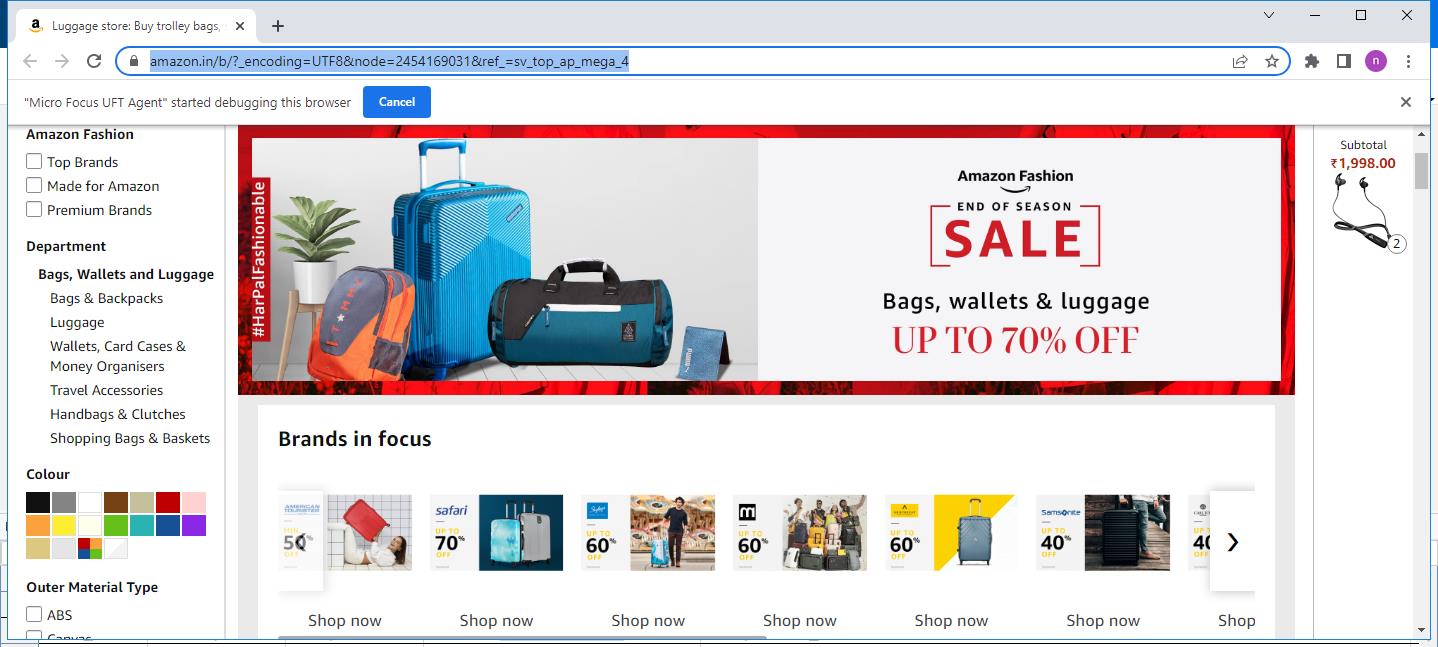 Luggage store: Buy trolley bags,
amazon.in/b/?_encoding=UTF8&node=2454169031&ref_=sv_top_ap_mega_4
n
"Micro Focus UFT Agent" started debugging this browser
Cancel
Amazon Fashion
Top Brands
Made for Amazon
Premium Brands
Department
Bags, Wallets and Luggage
Bags & Backpacks
Luggage
Wallets, Card Cases &
Money Organisers
Travel Accessories
Handbags & Clutches
Shopping Bags & Baskets
Colour
Outer Material Type
ABS
Canvas
#HarPalFashionable
TOMMY
Amazon Fashion
END OF SEASON
SALE
Bags, wallets & luggage
UP TO 70% OFF
Subtotal
₹1,998.00
2
Brands in focus
AMERICAN
TOURISTER
MIN
50%
OFF
safari
UP TO
70%
OFF
Skybags
UP TO
60%
OFF
m
UP TO
60%
OFF
ARISTOCRAT
UP TO
60%
OFF
Samsonite
UP TO
40%
OFF
Shop now
Shop now
Shop now
Shop now
Shop now
Shop now
Shop